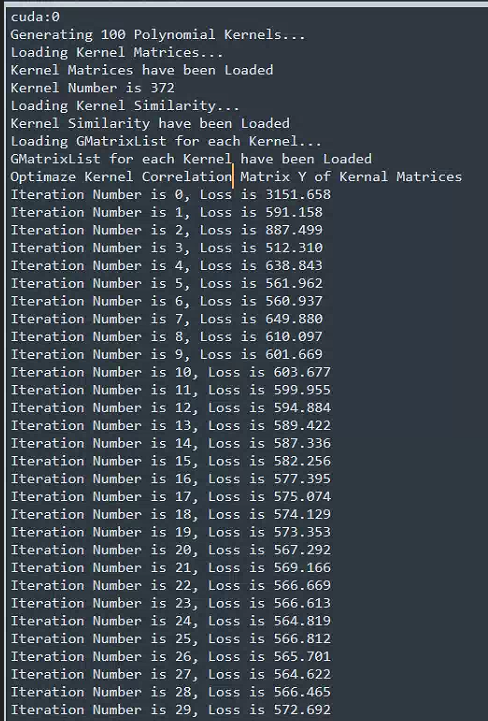 cuda:0
Generating 100 Polynomial Kernels...
Loading Kernel Matrices...
Kernel Matrices have been Loaded
Kernel Number is 372
Loading Kernel Similarity...
Kernel Similarity have been Loaded
Loading GMatrixList for each Kernel...
GMatrixList for each Kernel have been Loaded
Optimaze Kernel Correlation Matrix Y of Kernal Matrices
Iteration Number is 0, Loss is 3151.658
Iteration Number is 1, Loss is 591.158
Iteration Number is 2, Loss is 887.499
Iteration Number is 3, Loss is 512.310
Iteration Number is 4, Loss is 638.843
Iteration Number is 5, Loss is 561.962
Iteration Number is 6, Loss is 560.937
Iteration Number is 7, Loss is 649.880
Iteration Number is 8, Loss is 610.097
Iteration Number is 9, Loss is 601.669
Iteration Number is 10, Loss is 603.677
Iteration Number is 11, Loss is 599.955
Iteration Number is 12, Loss is 594.884
Iteration Number is 13, Loss is 589.422
Iteration Number is 14, Loss is 587.336
Iteration Number is 15, Loss is 582.256
Iteration Number is 16, Loss is 577.395
Iteration Number is 17, Loss is 575.074
Iteration Number is 18, Loss is 574.129
Iteration Number is 19, Loss is 573.353
Iteration Number is 20, Loss is 567.292
Iteration Number is 21, Loss is 569.166
Iteration Number is 22, Loss is 566.669
Iteration Number is 23, Loss is 566.613
Iteration Number is 24, Loss is 564.819
Iteration Number is 25, Loss is 566.812
Iteration Number is 26, Loss is 565.701
Iteration Number is 27, Loss is 564.622
Iteration Number is 28, Loss is 566.465
Iteration Number is 29, Loss is 572.692